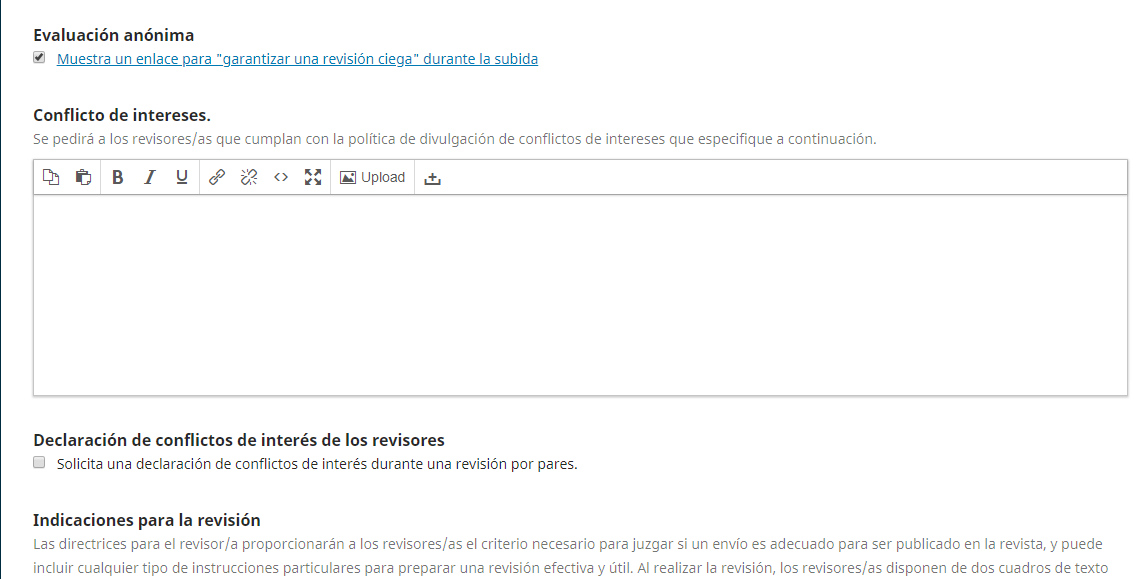 Evaluación anónima
Muestra un enlace para "garantizar una revisión ciega" durante la subida
Conflicto de intereses.
Se pedirá a los revisores/as que cumplan con la política de divulgación de conflictos de intereses que especifique a continuación.
B I U Upload
Declaración de conflictos de interés de los revisores
Solicita una declaración de conflictos de interés durante una revisión por pares.
Indicaciones para la revisión
Las directrices para el revisor/a proporcionarán a los revisores/as el criterio necesario para juzgar si un envío es adecuado para ser publicado en la revista, y puede
incluir cualquier tipo de instrucciones particulares para preparar una revisión efectiva y útil. Al realizar la revisión, los revisores/as disponen de dos cuadros de texto